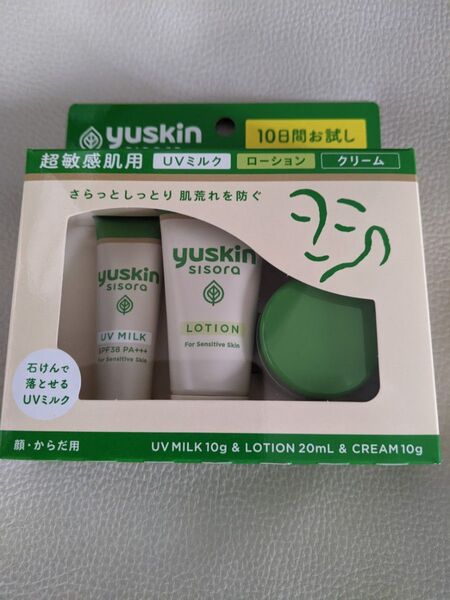 yuskin
sisora
10日間お試し
超敏感肌用 UVミルク ローション クリーム
さらっとしっとり 肌荒れを防ぐ
yuskin
sisora
UV MILK
SPF38 PA+++
For Sensitive Skin
yuskin
sisora
LOTION
For Sensitive Skin
石けんで
落とせる
UVミルク
顔・からだ用
UV MILK 10g & LOTION 20mL & CREAM 10g